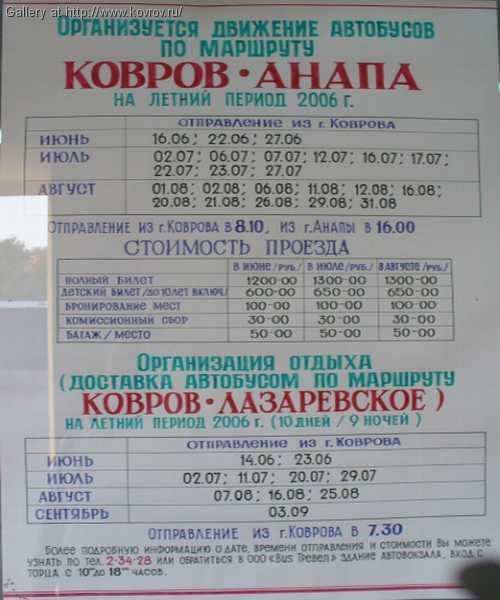 Gallery at http://www.kovrov.ru/
Организуется движение автобусов
по маршруту
Ковров • Анапа
на летний период 2006 г.
отправление из г. Коврова
июнь 16.06; 22.06; 27.06
июль 02.07; 06.07; 07.07; 12.07; 16.07; 17.07;
22.07; 23.07; 27.07
август 01.08; 02.08; 06.08; 11.08; 12.08; 16.08;
20.08; 21.08; 26.08; 29.08; 31.08
Отправление из г.Коврова в 8.10, из г.Анапы в 16.00
Стоимость проезда
в июне /руб./ в июле /руб./ в августе /руб./
полный билет 1200-00 1300-00 1300-00
детский билет /до 10 лет включ./ 600-00 650-00 650-00
бронирование мест 100-00 100-00 100-00
комиссионный сбор 30-00 30-00 30-00
багаж / место 50-00 50-00 50-00
Организация отдыха
(доставка автобусом по маршруту
Ковров • Лазаревское)
на летний период 2006 г. (10 дней / 9 ночей)
отправление из г. Коврова
июнь 14.06; 23.06
июль 02.07; 11.07; 20.07; 29.07
август 07.08; 16.08; 25.08
сентябрь 03.09
Отправление из г.Коврова в 7.30
Более подробную информацию о дате, времени отправления и стоимости Вы можете
узнать по тел. 2-34-28 или обратиться в ООО «Bus Тревел» здание автовокзала, вход с
торца с 10⁰⁰ до 18⁰⁰ часов.